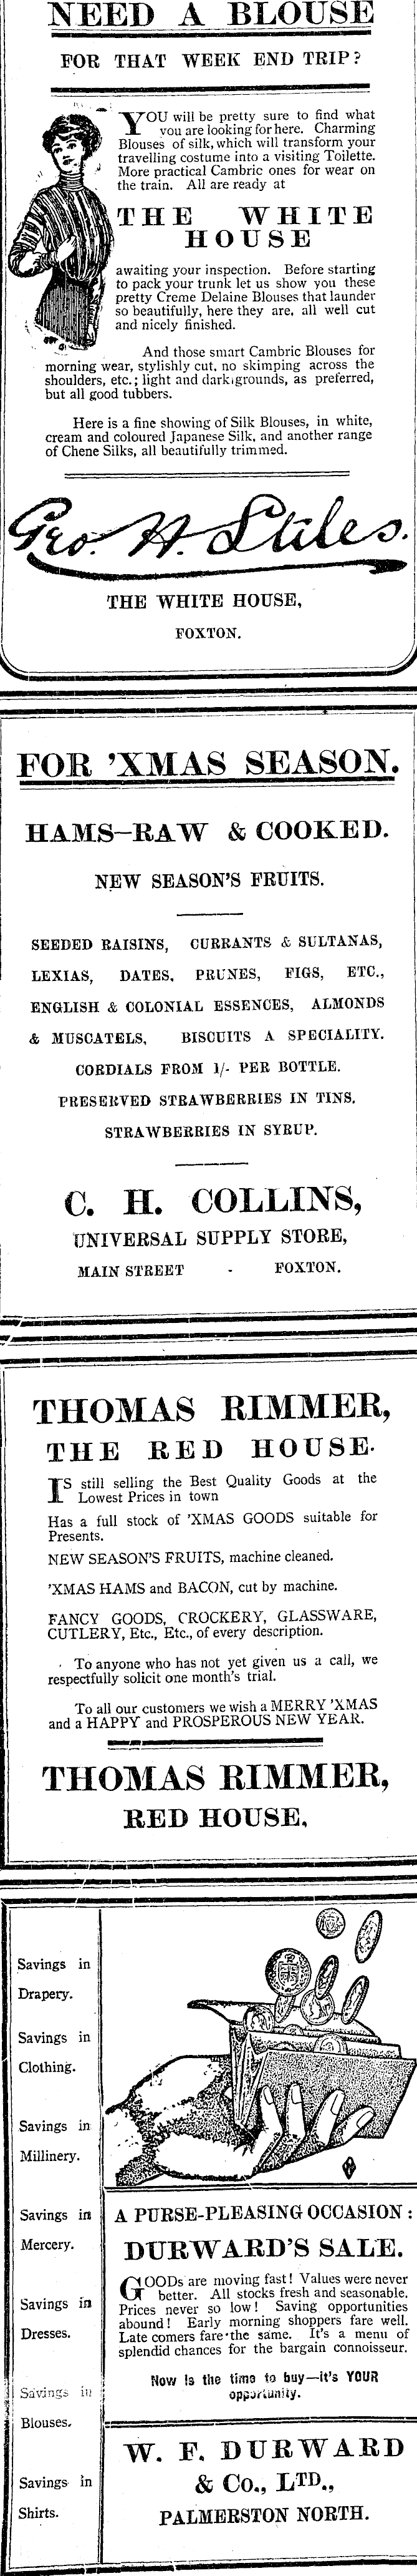 NEED A BLOUSE
FOR THAT WEEK END TRIP?
YOU will be pretty sure to find what
you are looking for here. Charming
Blouses of silk, which will transform your
travelling costume into a visiting Toilette.
More practical Cambric ones for wear on
the train. All are ready at
THE WHITE
HOUSE
awaiting your inspection. Before starting
to pack your trunk let us show you these
pretty Creme Delaine Blouses that launder
so beautifully, here they are, all well cut
and nicely finished.
And those smart Cambric Blouses for
morning wear, stylishly cut, no skimping across the
shoulders, etc.; light and dark grounds, as preferred,
but all good tubbers.
Here is a fine showing of Silk Blouses, in white,
cream and coloured Japanese Silk, and another range
of Chene Silks, all beautifully trimmed.
Geo. H. Stiles.
THE WHITE HOUSE,
FOXTON.
FOR 'XMAS SEASON.
HAMS—RAW & COOKED.
NEW SEASON'S FRUITS.
SEEDED RAISINS, CURRANTS & SULTANAS,
LEXIAS, DATES, PRUNES, FIGS, ETC.,
ENGLISH & COLONIAL ESSENCES, ALMONDS
& MUSCATELS, BISCUITS A SPECIALITY.
CORDIALS FROM 1/- PER BOTTLE.
PRESERVED STRAWBERRIES IN TINS.
STRAWBERRIES IN SYRUP.
C. H. COLLINS,
UNIVERSAL SUPPLY STORE,
MAIN STREET - FOXTON.
THOMAS RIMMER,
THE RED HOUSE.
IS still selling the Best Quality Goods at the
Lowest Prices in town
Has a full stock of 'XMAS GOODS suitable for
Presents.
NEW SEASON'S FRUITS, machine cleaned.
'XMAS HAMS and BACON, cut by machine.
FANCY GOODS, CROCKERY, GLASSWARE,
CUTLERY, Etc., Etc., of every description.
To anyone who has not yet given us a call, we
respectfully solicit one month's trial.
To all our customers we wish a MERRY 'XMAS
and a HAPPY and PROSPEROUS NEW YEAR.
THOMAS RIMMER,
RED HOUSE,
Savings in
Drapery.
Savings in
Clothing.
Savings in
Millinery.
Savings in
Mercery.
Savings in
Dresses.
Savings in
Blouses.
Savings in
Shirts.
A PURSE-PLEASING OCCASION:
DURWARD'S SALE.
GOODs are moving fast! Values were never
better. All stocks fresh and seasonable.
Prices never so low! Saving opportunities
abound! Early morning shoppers fare well.
Late comers fare the same. It's a menu of
splendid chances for the bargain connoisseur.
Now is the time to buy—it's YOUR
opportunity.
W. F. DURWARD
& Co., LTD.,
PALMERSTON NORTH.